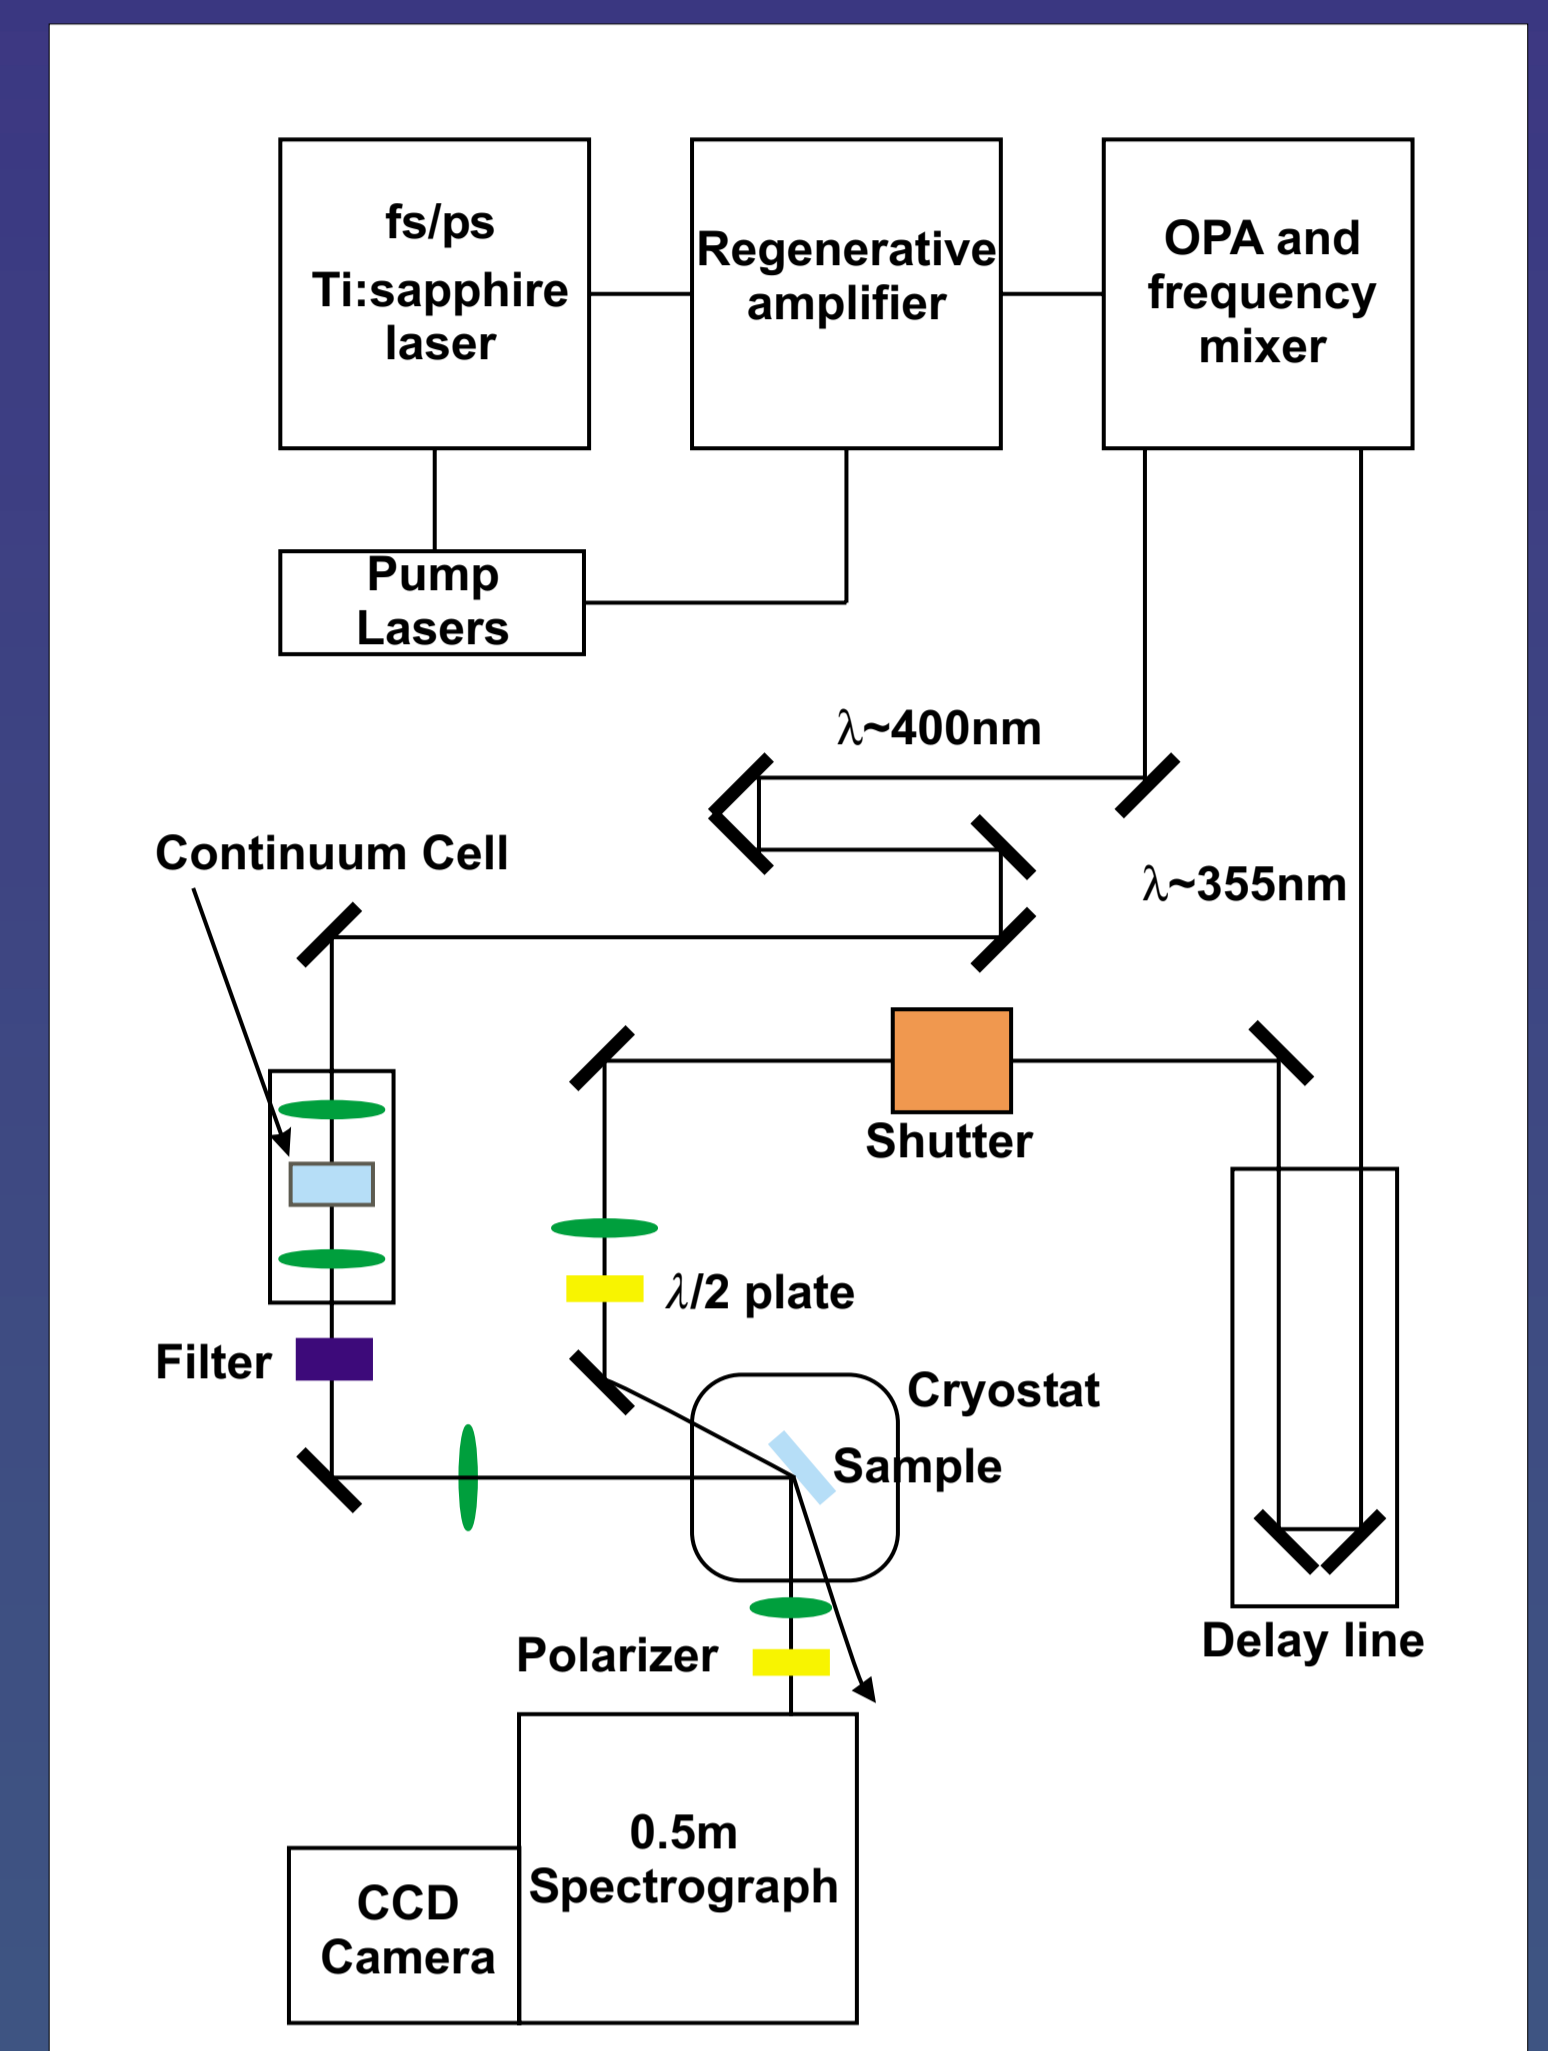 fs/ps
Ti:sapphire
laser
Regenerative
amplifier
OPA and
frequency
mixer
Pump
Lasers
λ~400nm
Continuum Cell
λ~355nm
Shutter
λ/2 plate
Filter
Cryostat
Sample
Polarizer
Delay line
0.5m
Spectrograph
CCD
Camera